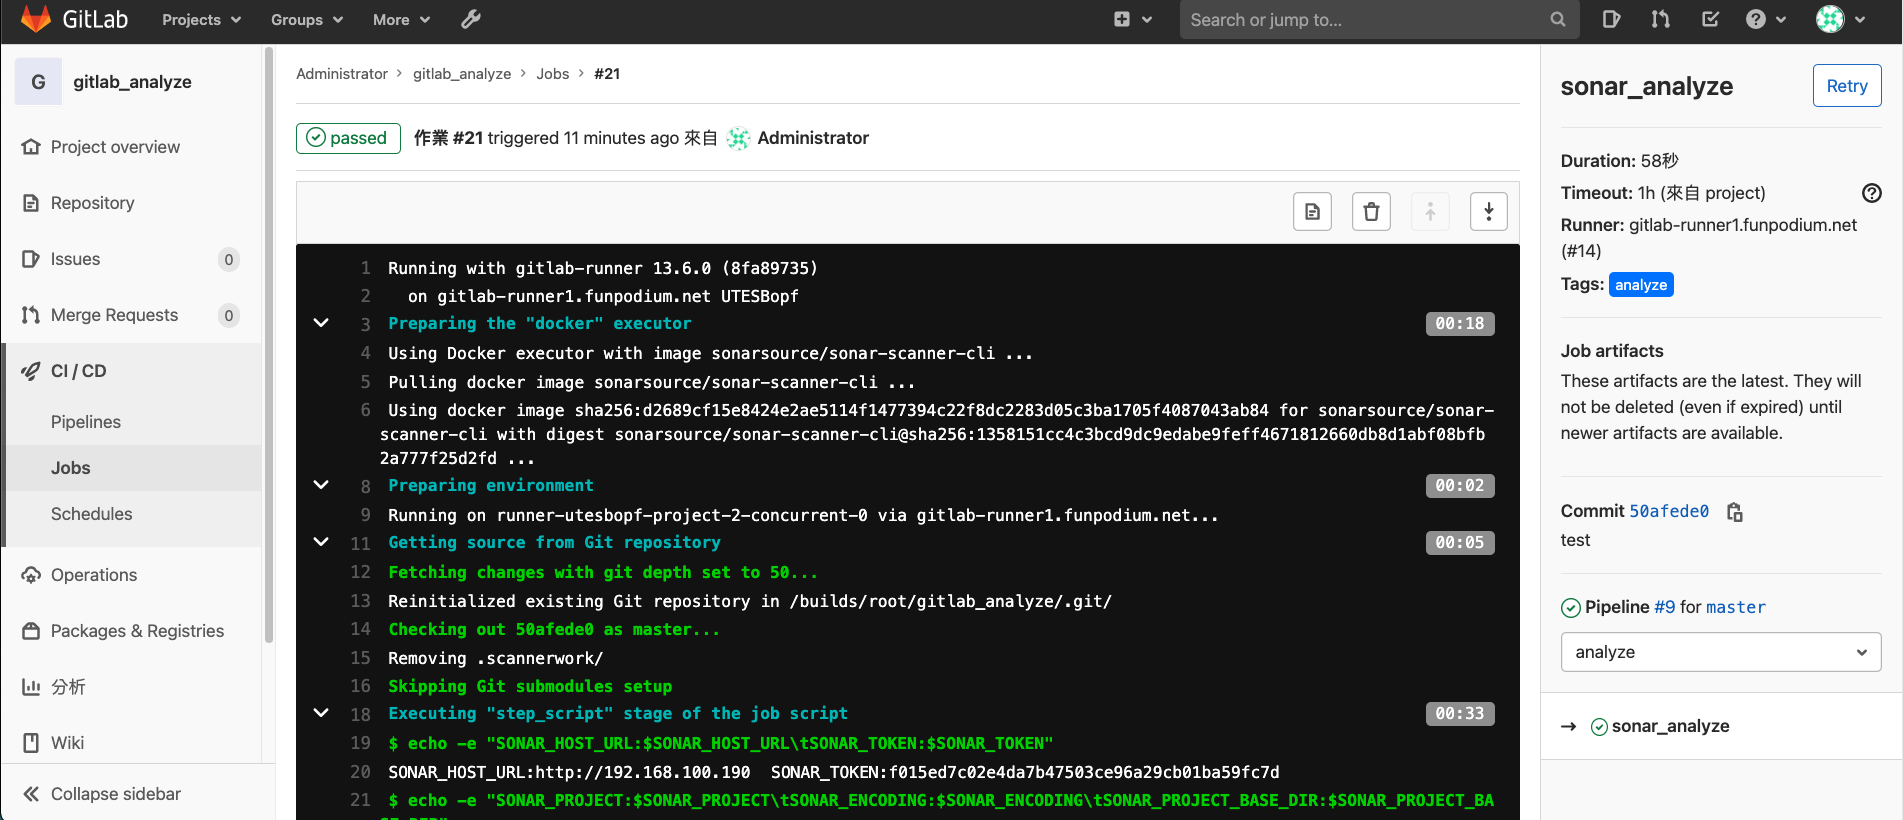 GitLab Projects Groups More Search or jump to...
G gitlab_analyze
Project overview
Repository
Issues 0
Merge Requests 0
CI / CD
Pipelines
Jobs
Schedules
Operations
Packages & Registries
分析
Wiki
Collapse sidebar
Administrator > gitlab_analyze > Jobs > #21
passed 作業 #21 triggered 11 minutes ago 來自 Administrator
1 Running with gitlab-runner 13.6.0 (8fa89735)
2 on gitlab-runner1.funpodium.net UTESBopf
3 Preparing the "docker" executor 00:18
4 Using Docker executor with image sonarsource/sonar-scanner-cli ...
5 Pulling docker image sonarsource/sonar-scanner-cli ...
6 Using docker image sha256:d2689cf15e8424e2ae5114f1477394c22f8dc2283d05c3ba1705f4087043ab84 for sonarsource/sonar-
scanner-cli with digest sonarsource/sonar-scanner-cli@sha256:1358151cc4c3bcd9dc9edabe9feff4671812660db8d1abf08bfb
2a777f25d2fd ...
8 Preparing environment 00:02
9 Running on runner-utesbopf-project-2-concurrent-0 via gitlab-runner1.funpodium.net...
11 Getting source from Git repository 00:05
12 Fetching changes with git depth set to 50...
13 Reinitialized existing Git repository in /builds/root/gitlab_analyze/.git/
14 Checking out 50afede0 as master...
15 Removing .scannerwork/
16 Skipping Git submodules setup
18 Executing "step_script" stage of the job script 00:33
19 $ echo -e "SONAR_HOST_URL:$SONAR_HOST_URL\tSONAR_TOKEN:$SONAR_TOKEN"
20 SONAR_HOST_URL:http://192.168.100.190 SONAR_TOKEN:f015ed7c02e4da7b47503ce96a29cb01ba59fc7d
21 $ echo -e "SONAR_PROJECT:$SONAR_PROJECT\tSONAR_ENCODING:$SONAR_ENCODING\tSONAR_PROJECT_BASE_DIR:$SONAR_PROJECT_BA
sonar_analyze Retry
Duration: 58秒
Timeout: 1h (來自 project)
Runner: gitlab-runner1.funpodium.net
(#14)
Tags: analyze
Job artifacts
These artifacts are the latest. They will
not be deleted (even if expired) until
newer artifacts are available.
Commit 50afede0
test
Pipeline #9 for master
analyze
→ sonar_analyze